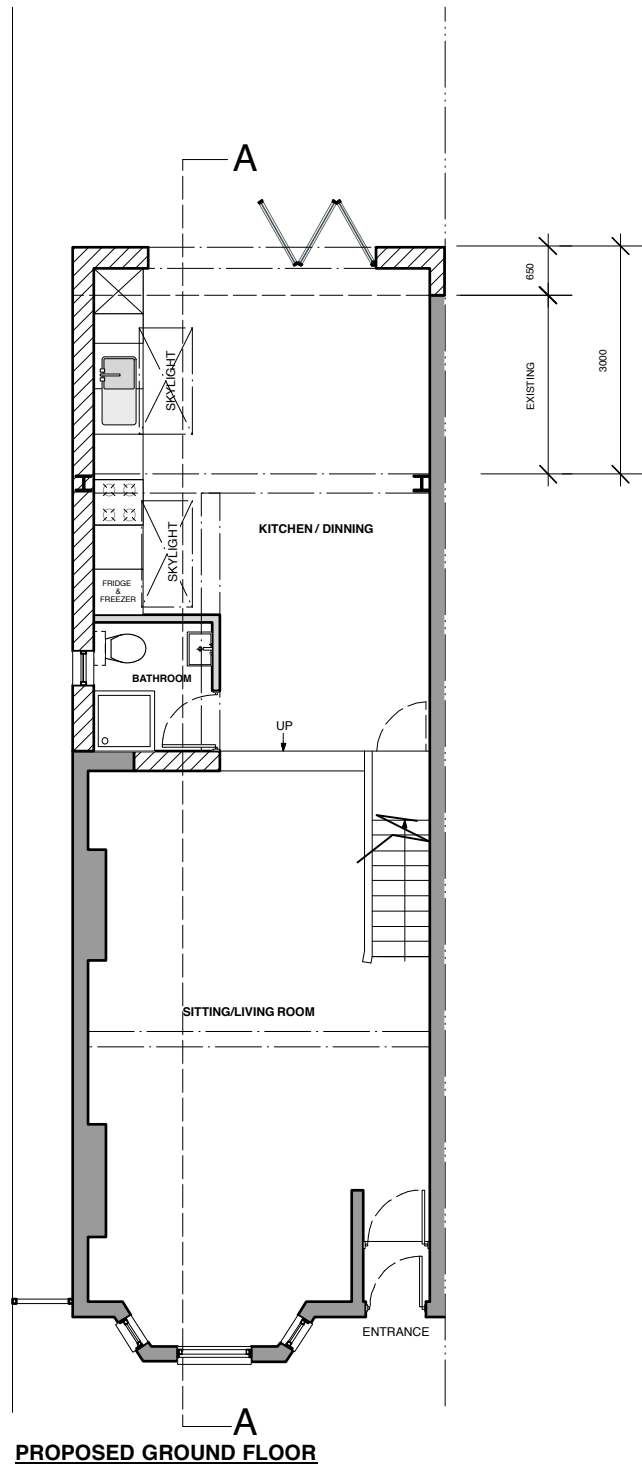 A
650
SKYLIGHT
EXISTING
3000
KITCHEN / DINNING
SKYLIGHT
FRIDGE
&
FREEZER
BATHROOM
UP
SITTING/LIVING ROOM
ENTRANCE
A
PROPOSED GROUND FLOOR